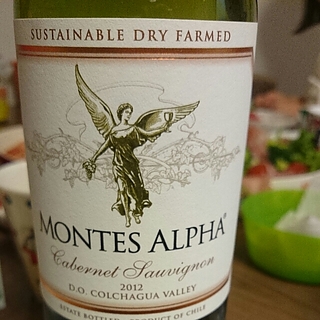 SUSTAINABLE DRY FARMED
MONTES ALPHA®
Cabernet Sauvignon
2012
D.O. COLCHAGUA VALLEY
ESTATE BOTTLED - PRODUCT OF CHILE